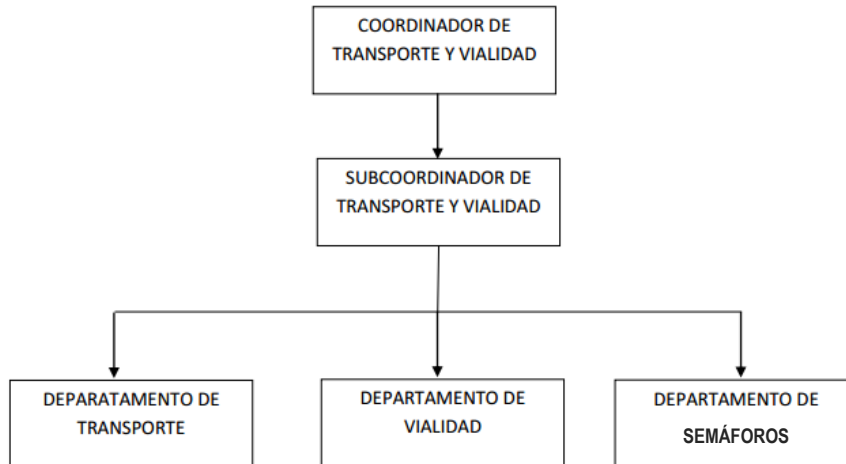 COORDINADOR DE
TRANSPORTE Y VIALIDAD
SUBCOORDINADOR DE
TRANSPORTE Y VIALIDAD
DEPARATAMENTO DE
TRANSPORTE
DEPARTAMENTO DE
VIALIDAD
DEPARTAMENTO DE
SEMÁFOROS